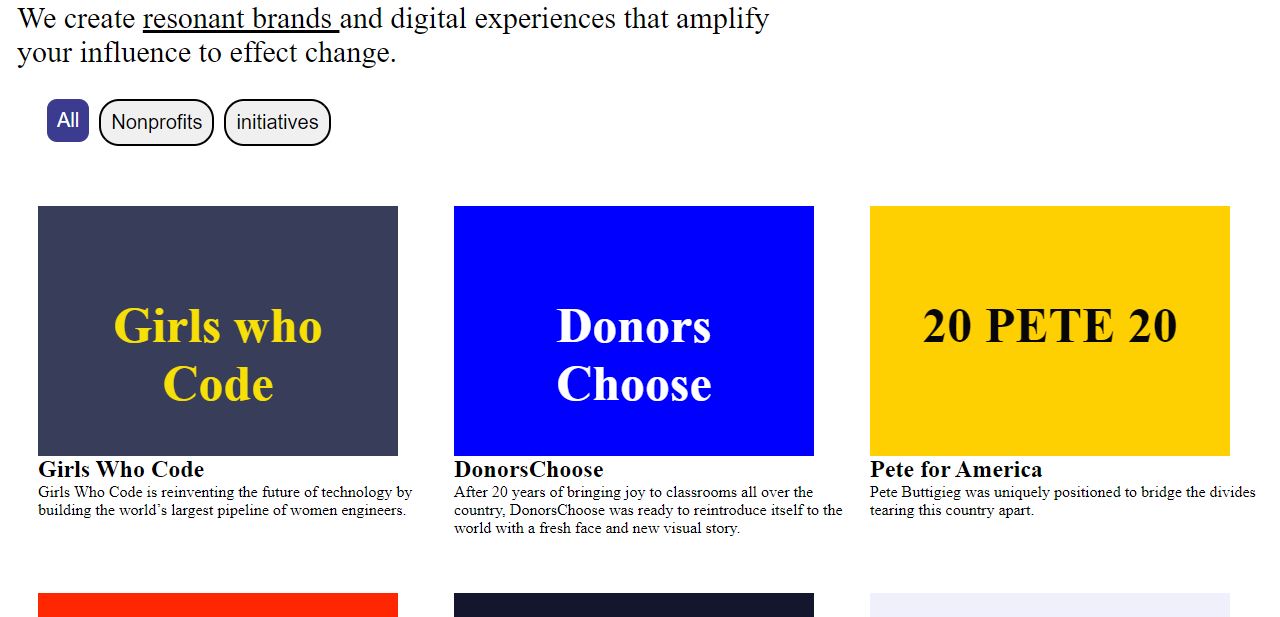 We create resonant brands and digital experiences that amplify
your influence to effect change.
All
Nonprofits
initiatives
Girls who
Code
Donors
Choose
20 PETE 20
Girls Who Code
Girls Who Code is reinventing the future of technology by
building the world’s largest pipeline of women engineers.
DonorsChoose
After 20 years of bringing joy to classrooms all over the
country, DonorsChoose was ready to reintroduce itself to the
world with a fresh face and new visual story.
Pete for America
Pete Buttigieg was uniquely positioned to bridge the divides
tearing this country apart.